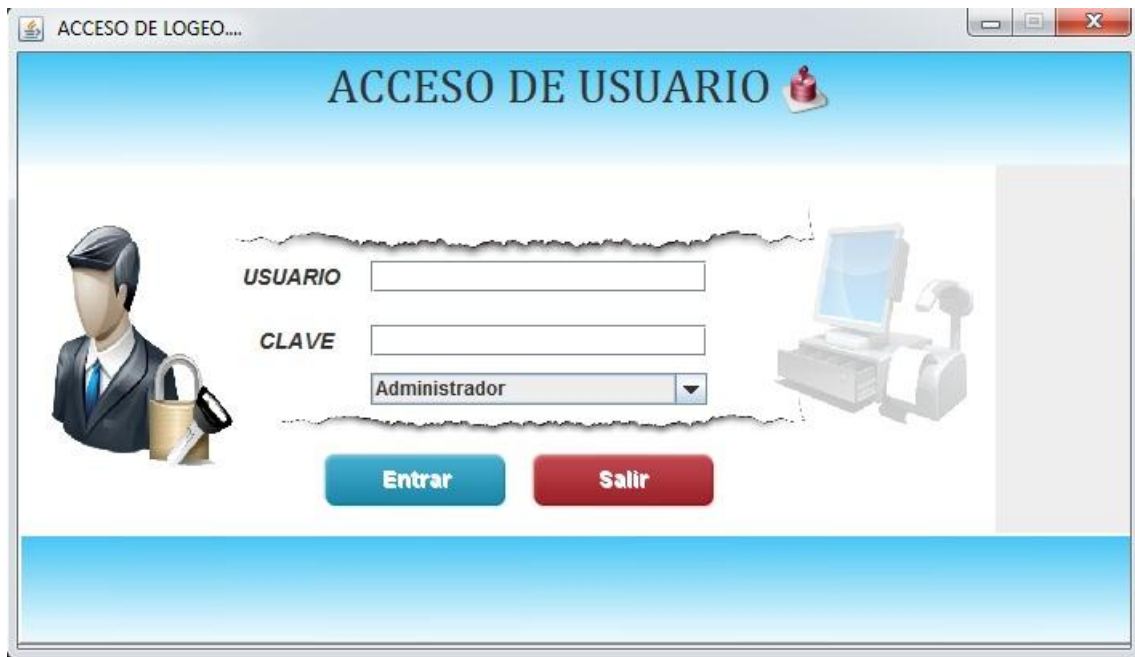 ACCESO DE LOGEO....
ACCESO DE USUARIO
USUARIO
CLAVE
Administrador
Entrar
Salir